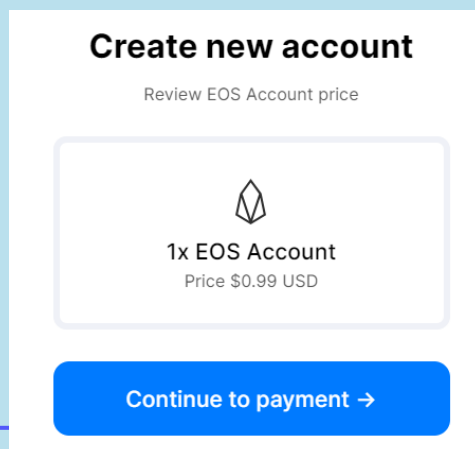 Create new account
Review EOS Account price
1x EOS Account
Price $0.99 USD
Continue to payment →